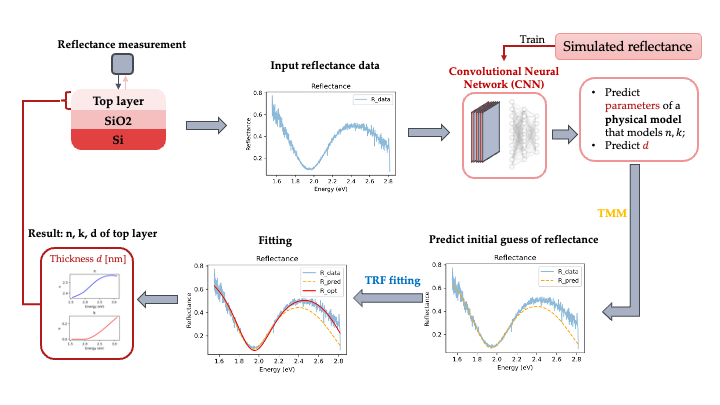 Reflectance measurement
Top layer
SiO2
Si
Input reflectance data
Reflectance
R_data
Reflectance
0.8
0.6
0.4
0.2
1.6 1.8 2.0 2.2 2.4 2.6 2.8
Energy (eV)
Train
Simulated reflectance
Convolutional Neural
Network (CNN)
• Predict
parameters of a
physical model
that models n, k;
• Predict d
TMM
Predict initial guess of reflectance
Reflectance
R_data
R_pred
Reflectance
0.8
0.6
0.4
0.2
1.6 1.8 2.0 2.2 2.4 2.6 2.8
Energy (eV)
TRF fitting
Fitting
Reflectance
R_data
R_pred
R_opt
Reflectance
0.8
0.6
0.4
0.2
1.6 1.8 2.0 2.2 2.4 2.6 2.8
Energy (eV)
Result: n, k, d of top layer
Thickness d [nm]
Energy (eV)
Energy (eV)